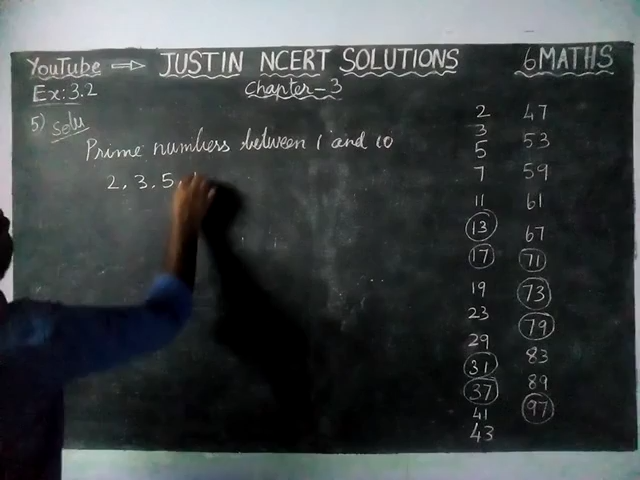 YouTube ⇒ JUSTIN NCERT SOLUTIONS 6MATHS
Ex: 3.2 Chapter-3
5) Solu
Prime numbers between 1 and 10
2, 3, 5,
2 47
3 53
5 59
7 61
11 67
13 71
17 73
19 79
23 83
29 89
31 97
37
41
43